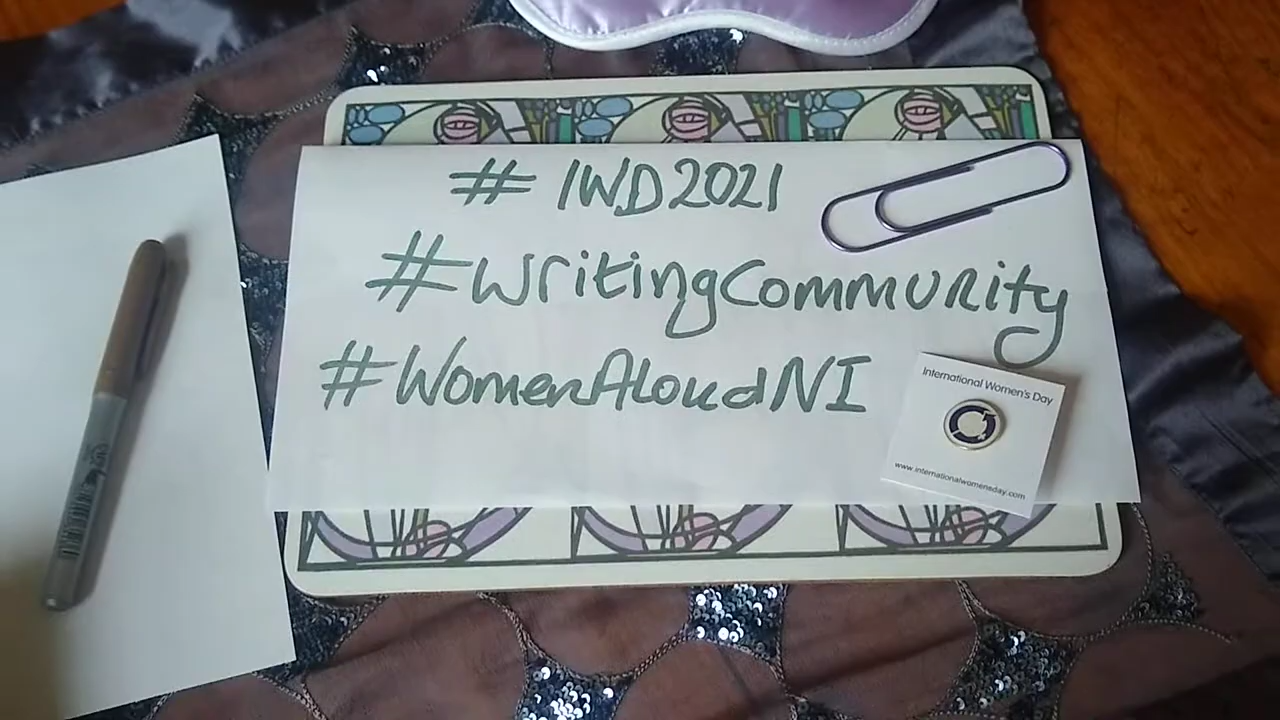 # IWD2021
#WritingCommunity
#WomenAloudNI
International Women's Day
www.internationalwomensday.com